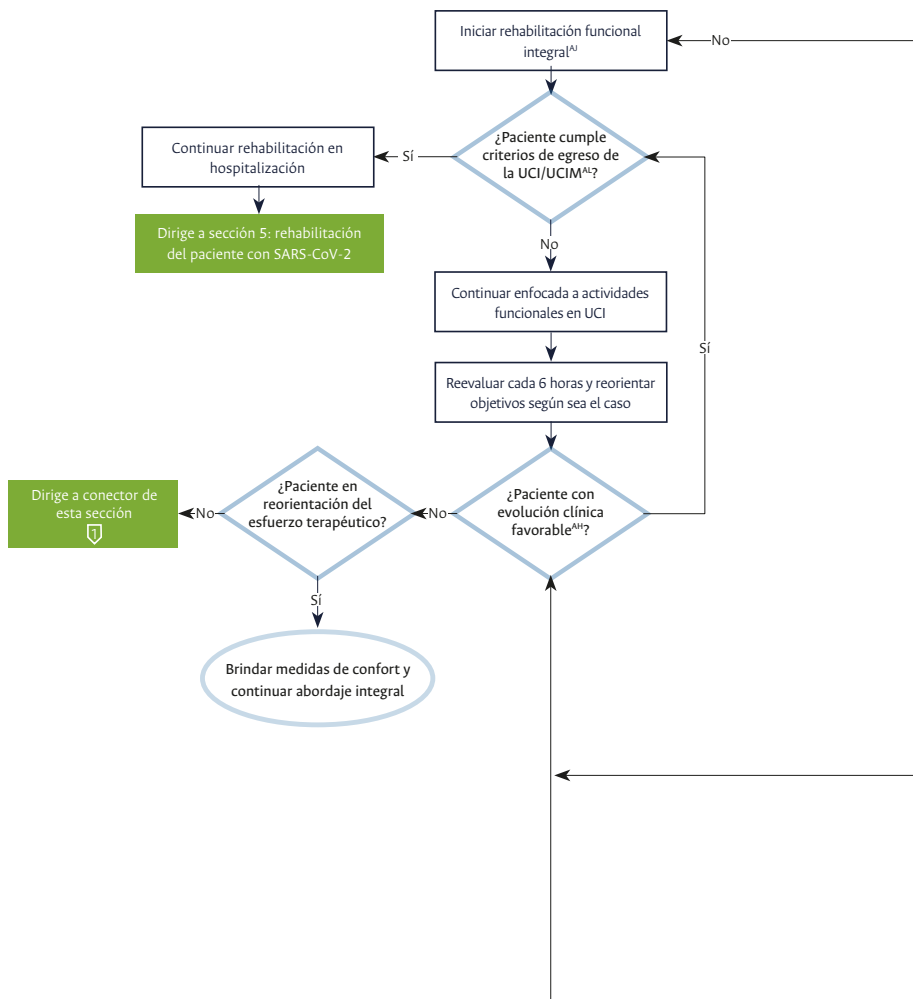 Iniciar rehabilitación funcional
integralAJ
No
¿Paciente cumple
criterios de egreso de
la UCI/UCIMAL?
Sí
Continuar rehabilitación en
hospitalización
Dirige a sección 5: rehabilitación
del paciente con SARS-CoV-2
No
Continuar enfocada a actividades
funcionales en UCI
Sí
Reevaluar cada 6 horas y reorientar
objetivos según sea el caso
¿Paciente con
evolución clínica
favorableAH?
No
¿Paciente en
reorientación del
esfuerzo terapéutico?
No
Dirige a conector de
esta sección
1
Sí
Brindar medidas de confort y
continuar abordaje integral